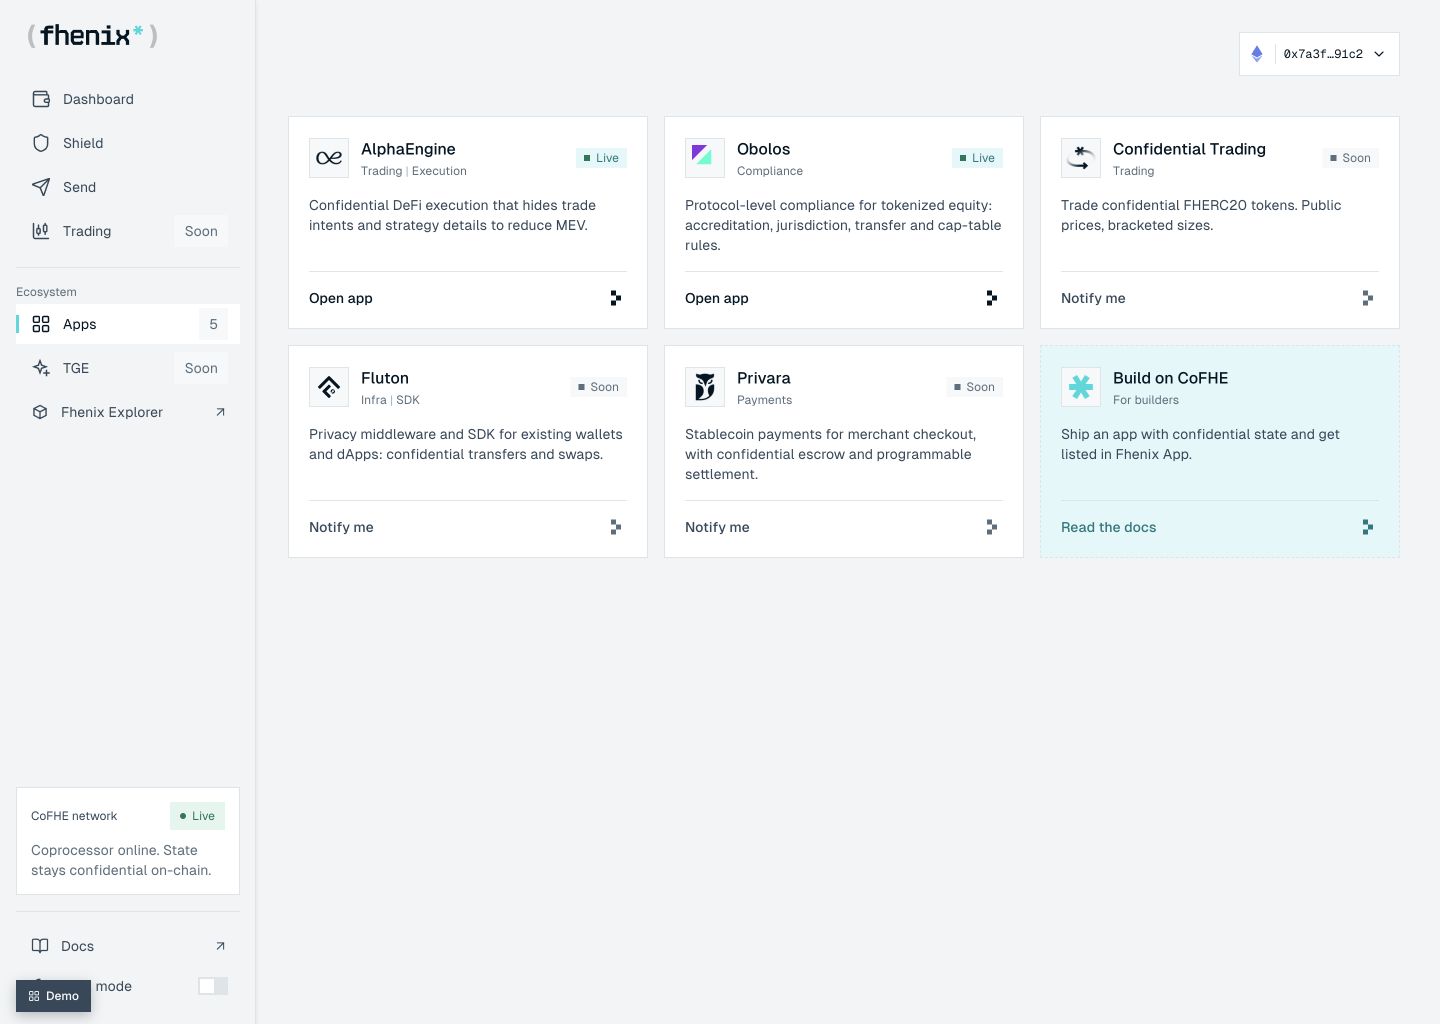 (fhenix*)
Dashboard
Shield
Send
Trading Soon
Ecosystem
Apps 5
TGE Soon
Fhenix Explorer
CoFHE network Live
Coprocessor online. State
stays confidential on-chain.
Docs
mode
Demo
0x7a3f…91c2
AlphaEngine
Trading | Execution
Live
Confidential DeFi execution that hides trade
intents and strategy details to reduce MEV.
Open app
Obolos
Compliance
Live
Protocol-level compliance for tokenized equity:
accreditation, jurisdiction, transfer and cap-table
rules.
Open app
Confidential Trading
Trading
Soon
Trade confidential FHERC20 tokens. Public
prices, bracketed sizes.
Notify me
Fluton
Infra | SDK
Soon
Privacy middleware and SDK for existing wallets
and dApps: confidential transfers and swaps.
Notify me
Privara
Payments
Soon
Stablecoin payments for merchant checkout,
with confidential escrow and programmable
settlement.
Notify me
Build on CoFHE
For builders
Ship an app with confidential state and get
listed in Fhenix App.
Read the docs